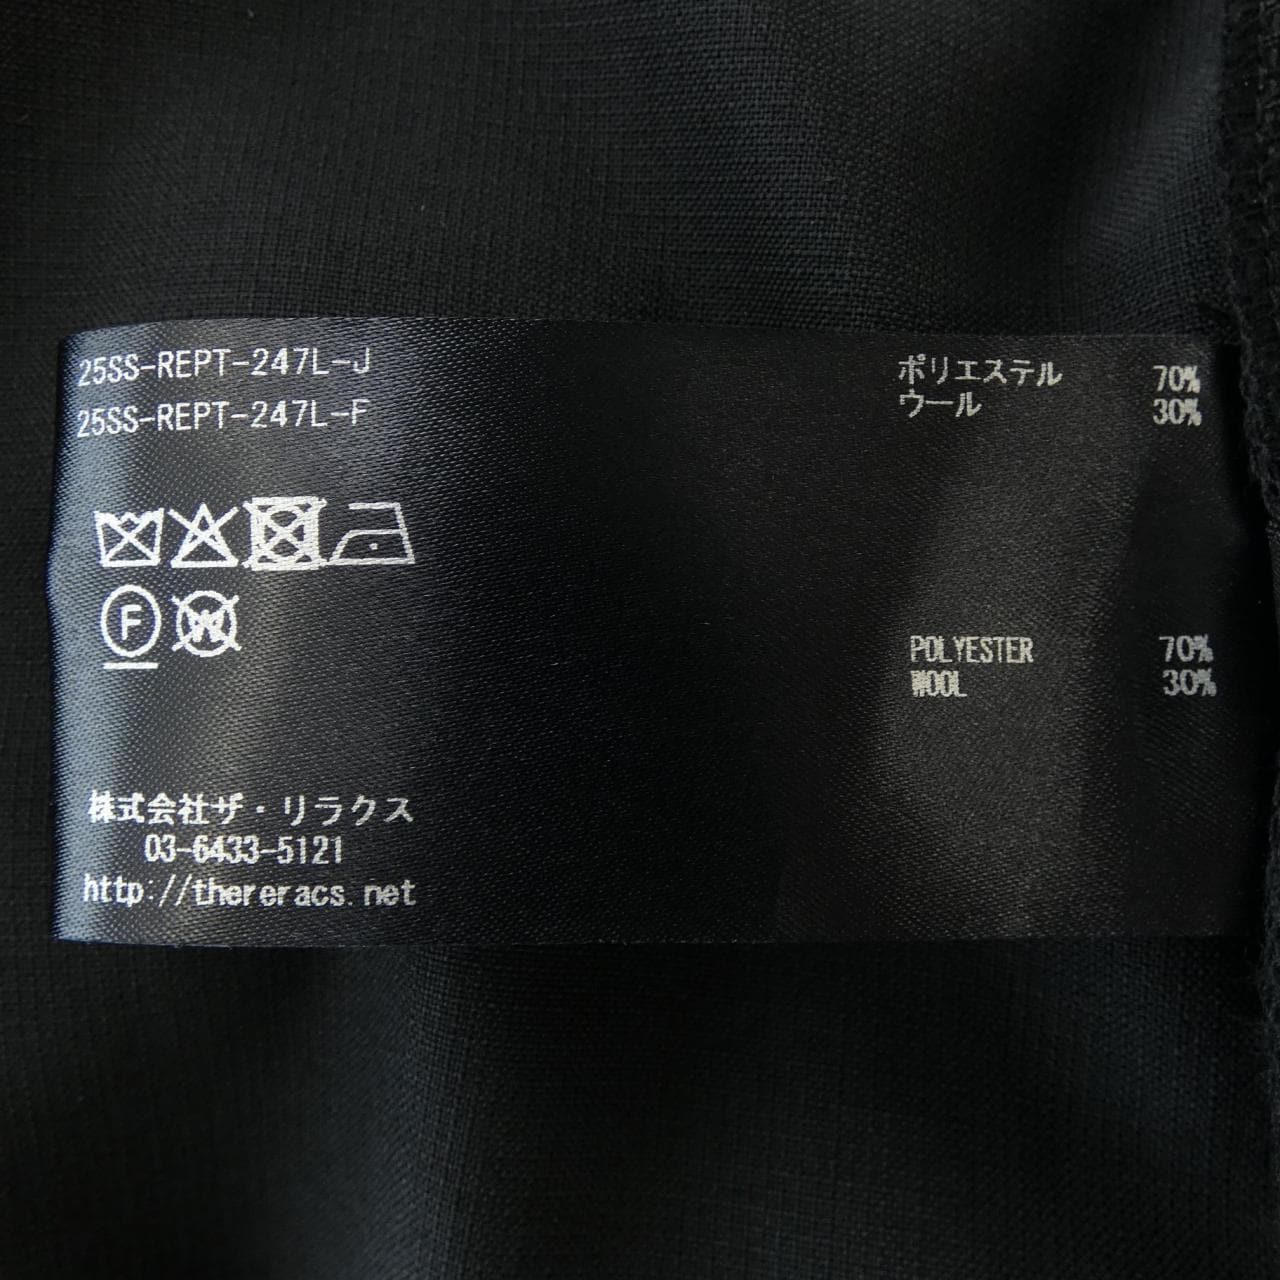 25SS-REPT-247L-J
25SS-REPT-247L-F
ポリエステル 70%
ウール 30%
F
W
POLYESTER 70%
WOOL 30%
株式会社ザ・リラクス
03-6433-5121
http://thereracs.net